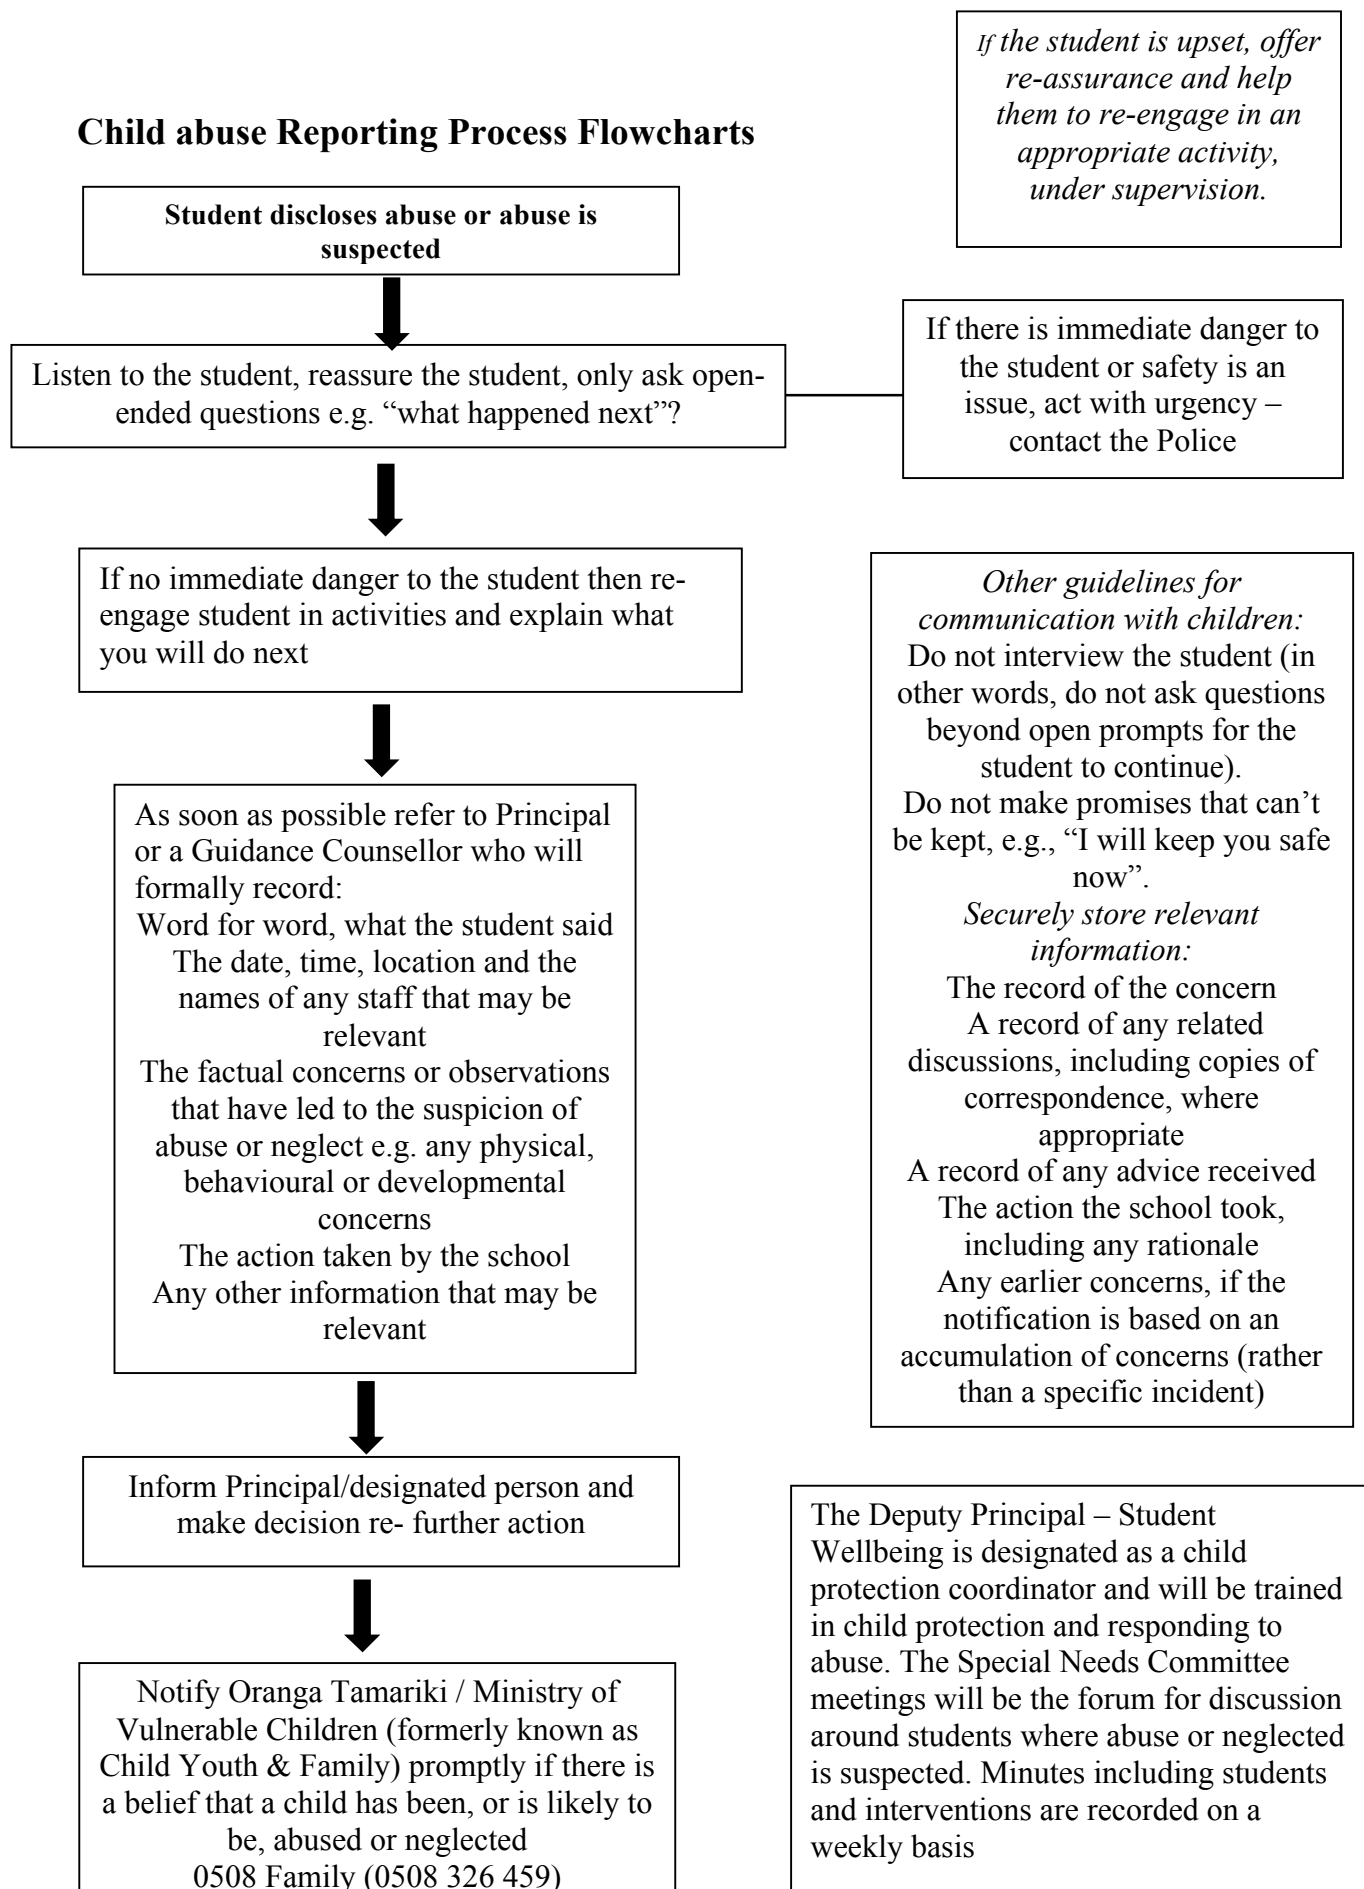 If the student is upset, offer
re-assurance and help
them to re-engage in an
appropriate activity,
under supervision.
Child abuse Reporting Process Flowcharts
Student discloses abuse or abuse is
suspected
Listen to the student, reassure the student, only ask open-
ended questions e.g. “what happened next”?
If there is immediate danger to
the student or safety is an
issue, act with urgency –
contact the Police
If no immediate danger to the student then re-
engage student in activities and explain what
you will do next
As soon as possible refer to Principal
or a Guidance Counsellor who will
formally record:
Word for word, what the student said
The date, time, location and the
names of any staff that may be
relevant
The factual concerns or observations
that have led to the suspicion of
abuse or neglect e.g. any physical,
behavioural or developmental
concerns
The action taken by the school
Any other information that may be
relevant
Other guidelines for
communication with children:
Do not interview the student (in
other words, do not ask questions
beyond open prompts for the
student to continue).
Do not make promises that can’t
be kept, e.g., “I will keep you safe
now”.
Securely store relevant
information:
The record of the concern
A record of any related
discussions, including copies of
correspondence, where
appropriate
A record of any advice received
The action the school took,
including any rationale
Any earlier concerns, if the
notification is based on an
accumulation of concerns (rather
than a specific incident)
Inform Principal/designated person and
make decision re- further action
Notify Oranga Tamariki / Ministry of
Vulnerable Children (formerly known as
Child Youth & Family) promptly if there is
a belief that a child has been, or is likely to
be, abused or neglected
0508 Family (0508 326 459)
The Deputy Principal – Student
Wellbeing is designated as a child
protection coordinator and will be trained
in child protection and responding to
abuse. The Special Needs Committee
meetings will be the forum for discussion
around students where abuse or neglected
is suspected. Minutes including students
and interventions are recorded on a
weekly basis